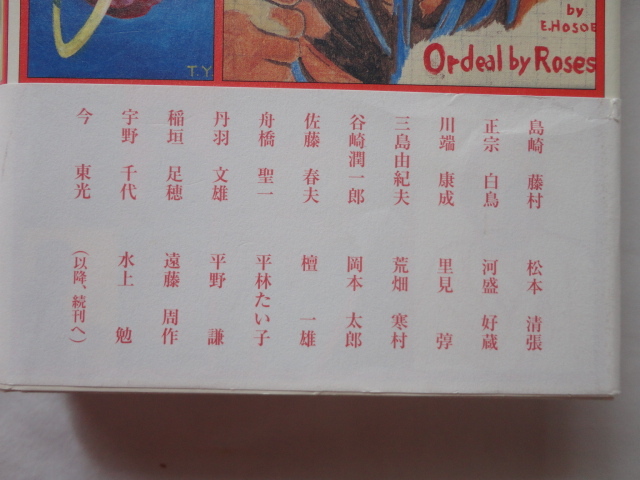 by
E.HOSOE
Ordeal by Roses
T.Y
島崎 藤村 松本 清張
正宗 白鳥 河盛 好蔵
川端 康成 里見 弴
三島由紀夫 荒畑 寒村
谷崎潤一郎 岡本 太郎
佐藤 春夫 檀 一雄
舟橋 聖一 平林たい子
丹羽 文雄 平野 謙
稲垣 足穂 遠藤 周作
宇野 千代 水上 勉
今 東光 (以降、続刊へ)